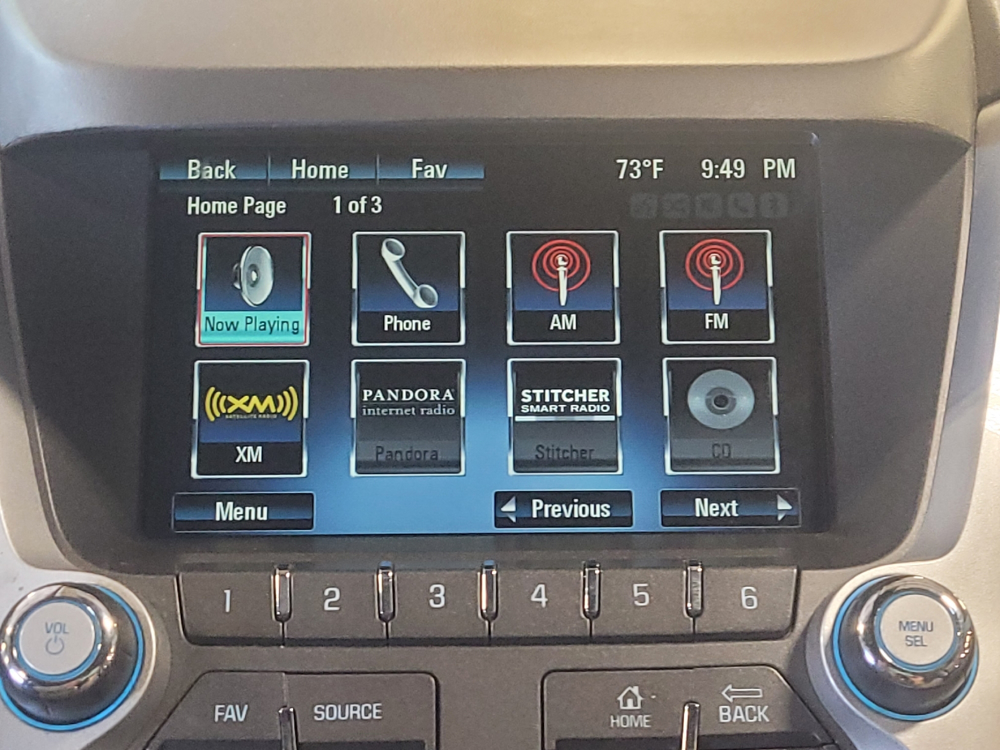 Back Home Fav 73°F 9:49 PM
Home Page 1 of 3
Now Playing Phone AM FM
((XM)) PANDORA STITCHER
SATELLITE RADIO internet radio SMART RADIO
XM Pandora Stitcher CD
Menu Previous Next
1 2 3 4 5 6
VOL MENU
SEL
FAV SOURCE HOME BACK